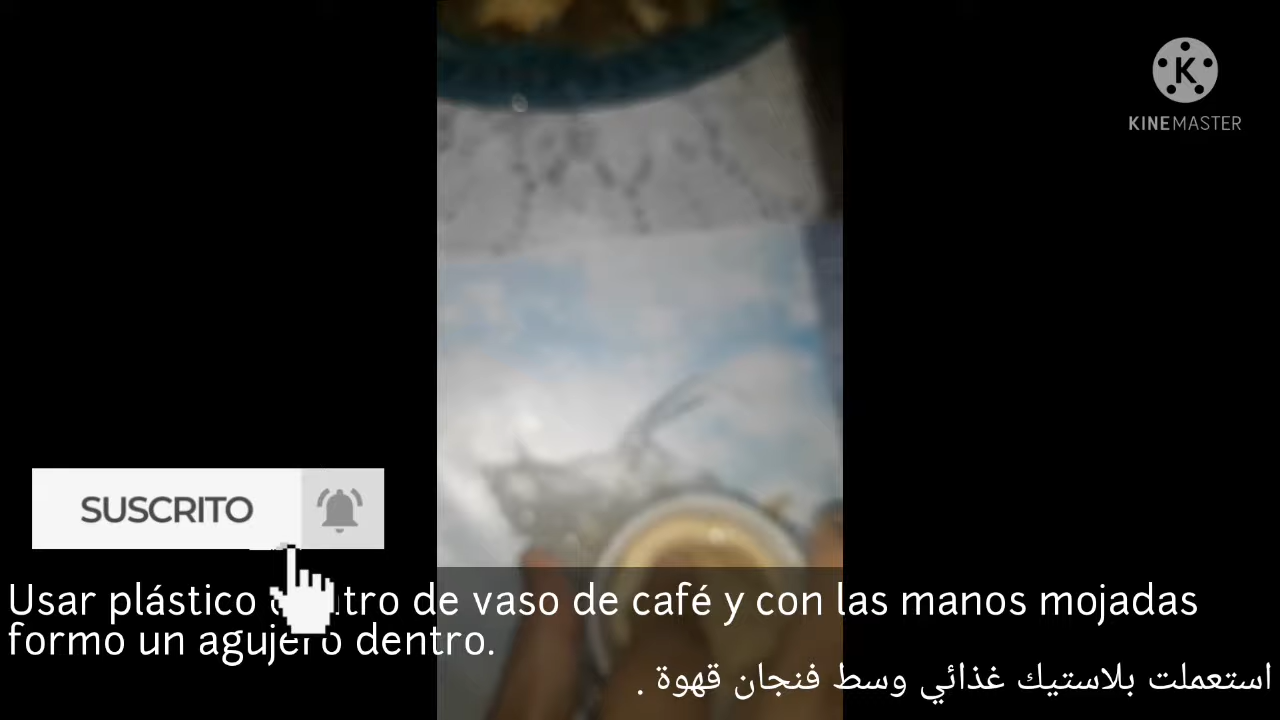 KINEMASTER
SUSCRITO
Usar plástico de vaso de café y con las manos mojadas
formo un agujero dentro.
استعملت بلاستيك غذائي وسط فنجان قهوة .